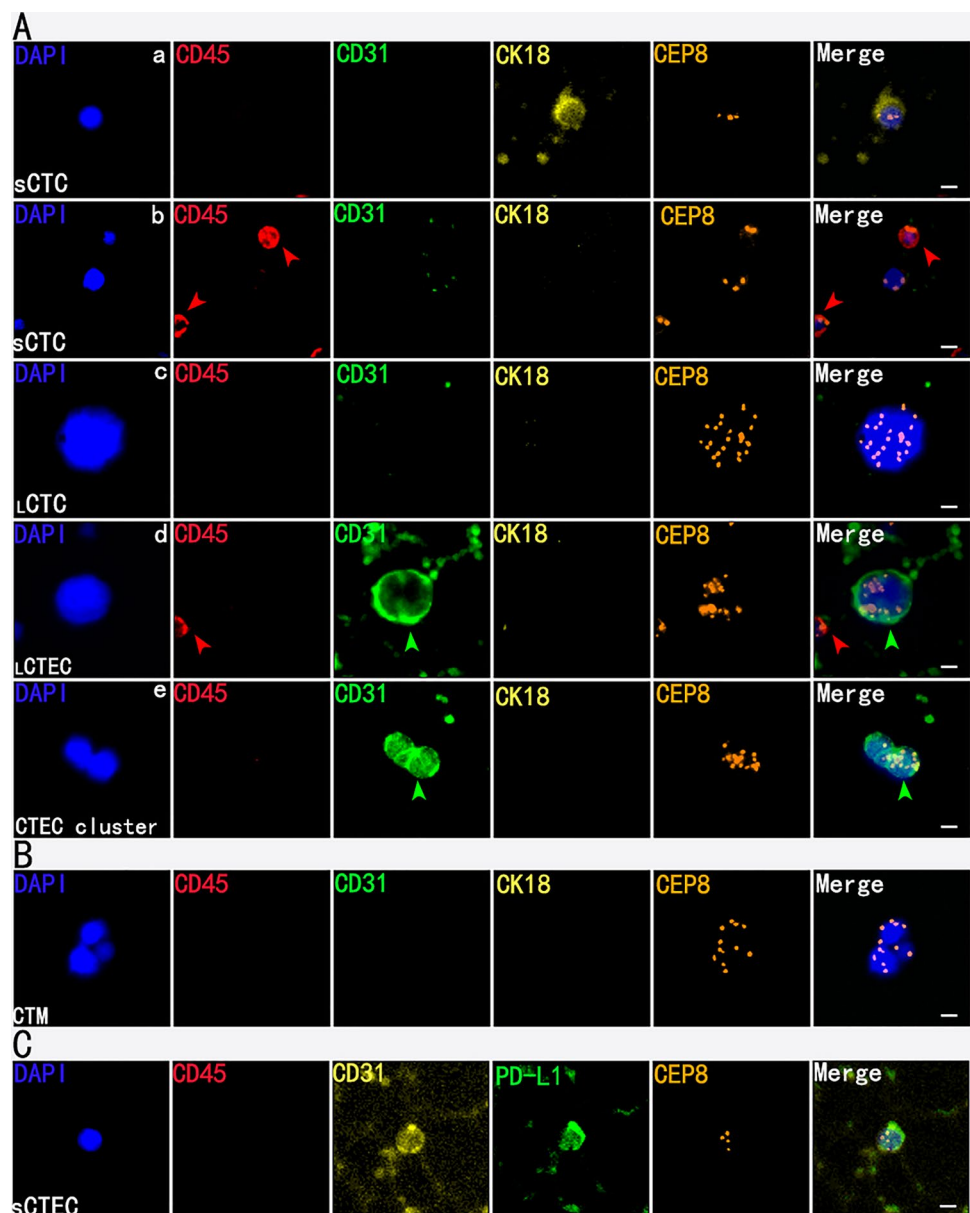 A
DAPI a CD45 CD31 CK18 CEP8 Merge
sCTC
DAPI b CD45 CD31 CK18 CEP8 Merge
sCTC
DAPI c CD45 CD31 CK18 CEP8 Merge
LCTC
DAPI d CD45 CD31 CK18 CEP8 Merge
LCTEC
DAPI e CD45 CD31 CK18 CEP8 Merge
CTEC cluster
B
DAPI CD45 CD31 CK18 CEP8 Merge
CTM
C
DAPI CD45 CD31 PD-L1 CEP8 Merge
sCTEC